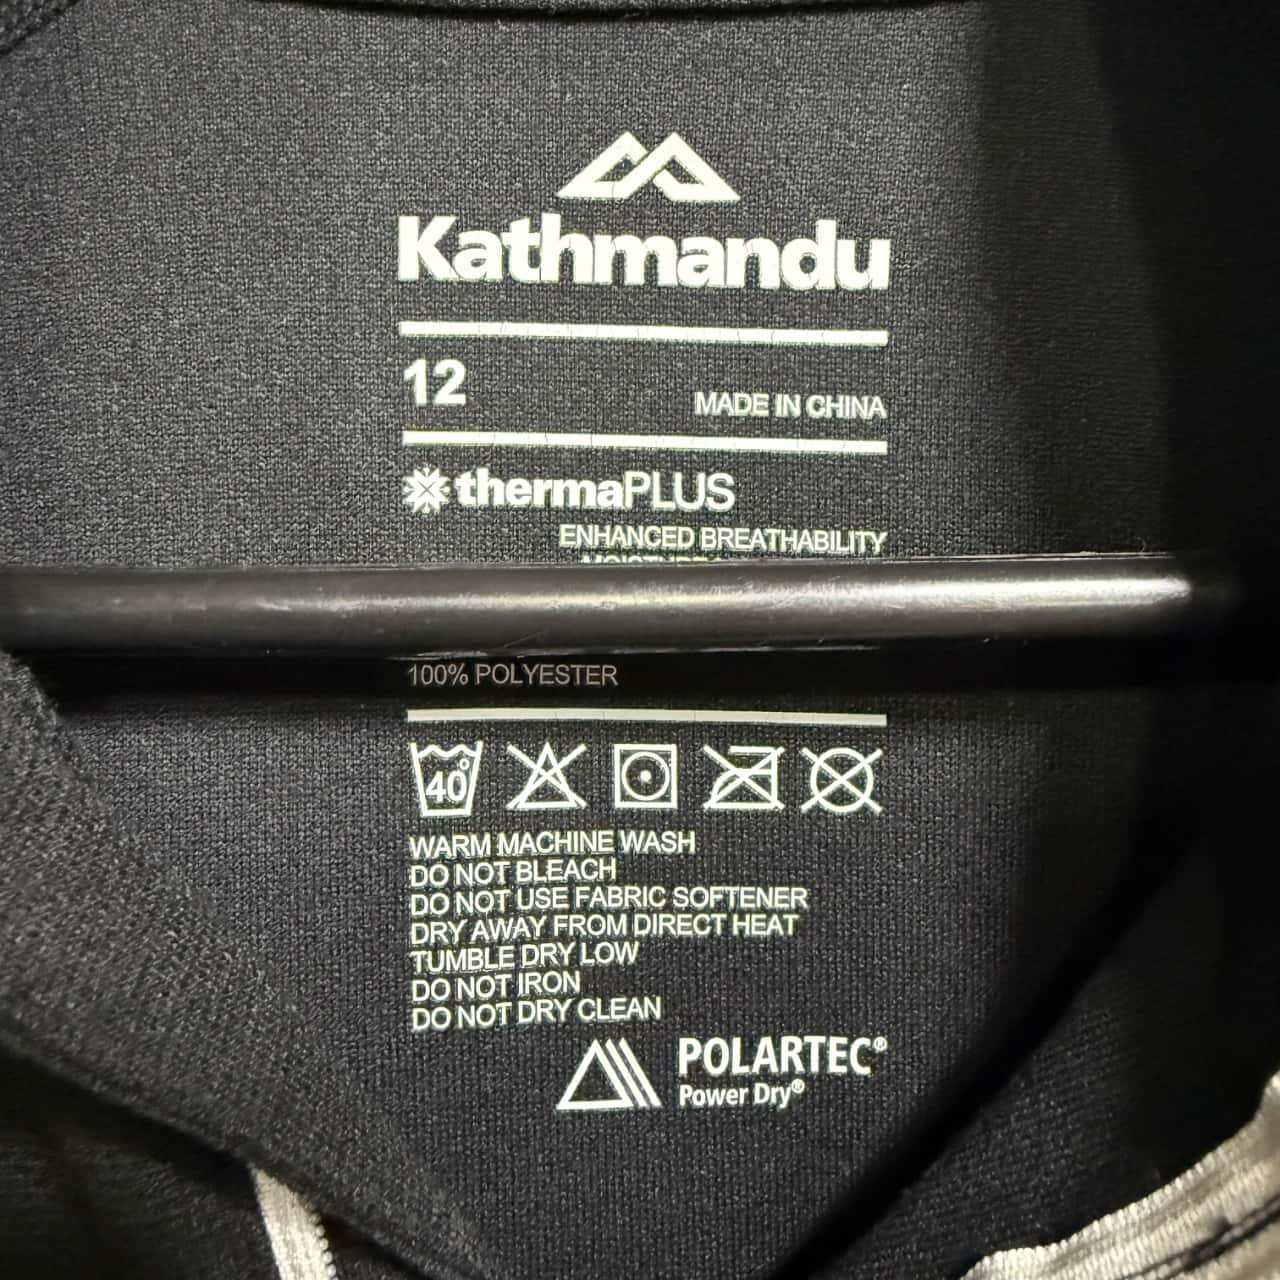 Kathmandu
12
MADE IN CHINA
thermaPLUS
ENHANCED BREATHABILITY
100% POLYESTER
40°
WARM MACHINE WASH
DO NOT BLEACH
DO NOT USE FABRIC SOFTENER
DRY AWAY FROM DIRECT HEAT
TUMBLE DRY LOW
DO NOT IRON
DO NOT DRY CLEAN
POLARTEC®
Power Dry®